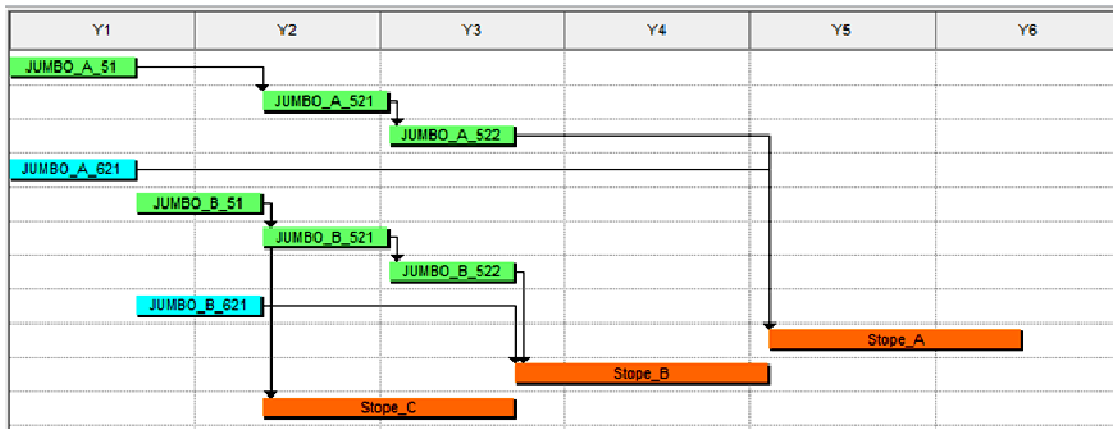 Y1 Y2 Y3 Y4 Y5 Y6
JUMBO_A_51
JUMBO_A_521
JUMBO_A_522
JUMBO_A_621
JUMBO_B_51
JUMBO_B_521
JUMBO_B_522
JUMBO_B_621
Stope_A
Stope_B
Stope_C